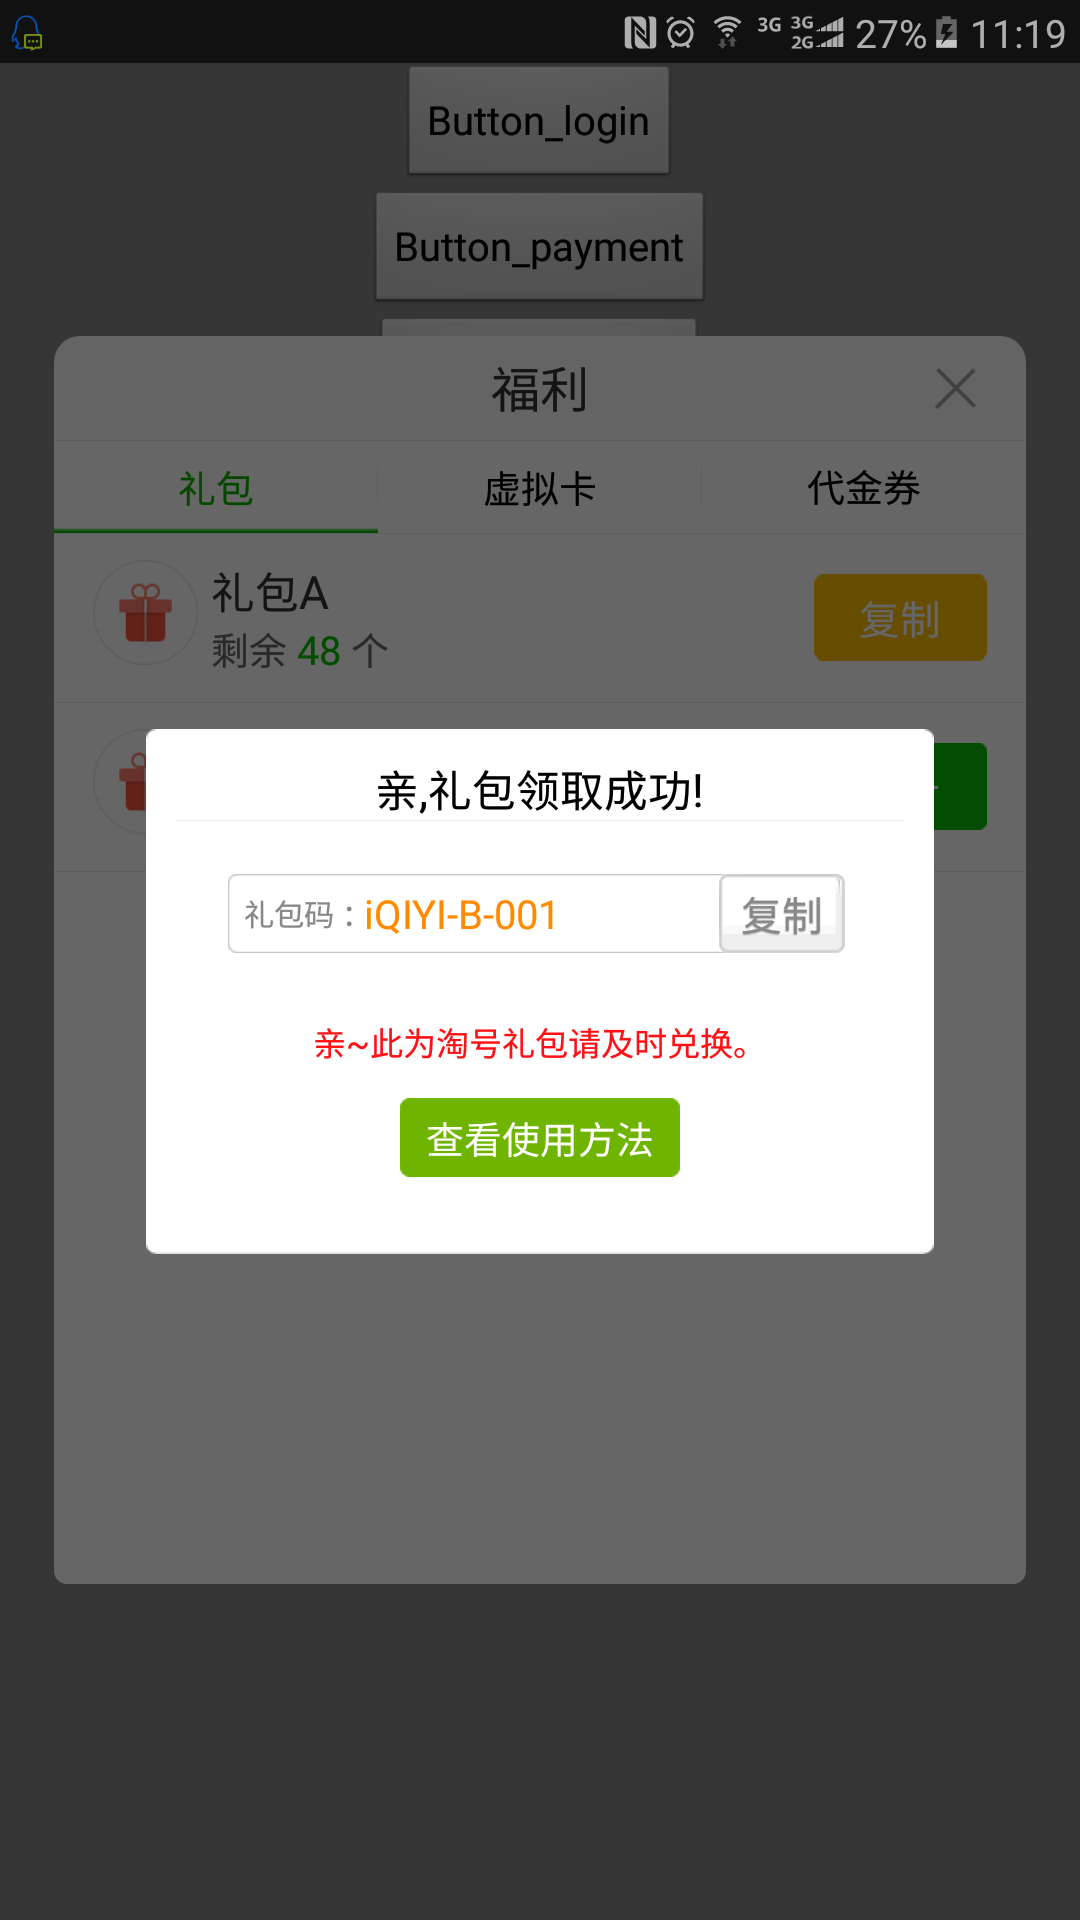 3G 3G 2G 27% 11:19
Button_login
Button_payment
福利
礼包 虚拟卡 代金券
礼包A
剩余 48 个
复制
亲,礼包领取成功!
礼包码：iQIYI-B-001 复制
亲~此为淘号礼包请及时兑换。
查看使用方法